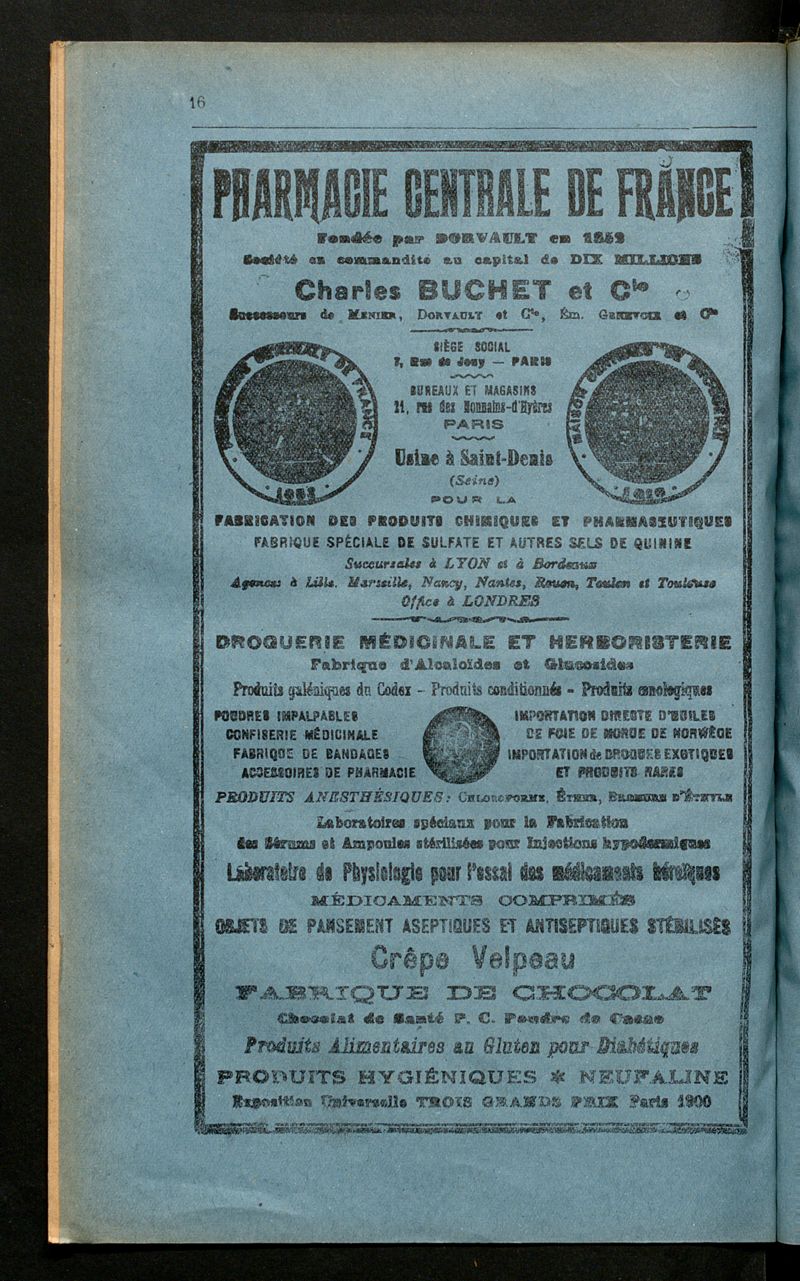 16
PHARMACIE CENTRALE DE FRANCE
Fondée par DORVAULT en 1852
Société en commandite au capital de DIX MILLIONS
Charles BUCHET et Cie
Successeurs de MENIER, DORVAULT et Cie, Ém. GENEVOIX et Cie
SIÈGE SOCIAL
7, Rue de Jouy — PARIS
BUREAUX ET MAGASINS
21, rue des Nonnains-d'Hyères
PARIS
Usine à Saint-Denis
(Seine)
POUR LA
FABRICATION DES PRODUITS CHIMIQUES ET PHARMACEUTIQUES
FABRIQUE SPÉCIALE DE SULFATE ET AUTRES SELS DE QUININE
Succursales à LYON et à Bordeaux
Agences à Lille, Marseille, Nancy, Nantes, Rouen, Toulon et Toulouse
Office à LONDRES
DROGUERIE MÉDICINALE ET HERBORISTERIE
Fabrique d'Alcaloïdes et Glucosides
Produits galéniques du Codex - Produits conditionnés - Produits œnologiques
POUDRES IMPALPABLES
CONFISERIE MÉDICINALE
FABRIQUE DE BANDAGES
ACCESSOIRES DE PHARMACIE
IMPORTATION DIRECTE D'HUILES
DE FOIE DE MORUE DE NORWÈGE
IMPORTATION de DROGUES EXOTIQUES
ET PRODUITS RARES
PRODUITS ANESTHÉSIQUES: CHLOROFORME, ÉTHER, BROMURE D'ÉTHYLE
Laboratoires spéciaux pour la Fabrication
des Sérums et Ampoules stérilisées pour Injections hypodermiques
Laboratoire de Physiologie pour l'essai des médicaments héroïques
MÉDICAMENTS COMPRIMÉS
OBJETS DE PANSEMENT ASEPTIQUES ET ANTISEPTIQUES STÉRILISÉS
Crêpe Velpeau
FABRIQUE DE CHOCOLAT
Chocolat de Santé P. C. Poudre de Cacao
Produits Alimentaires au Gluten pour Diabétiques
PRODUITS HYGIÉNIQUES * NEUFALINE
Exposition Universelle TROIS GRANDS PRIX Paris 1900